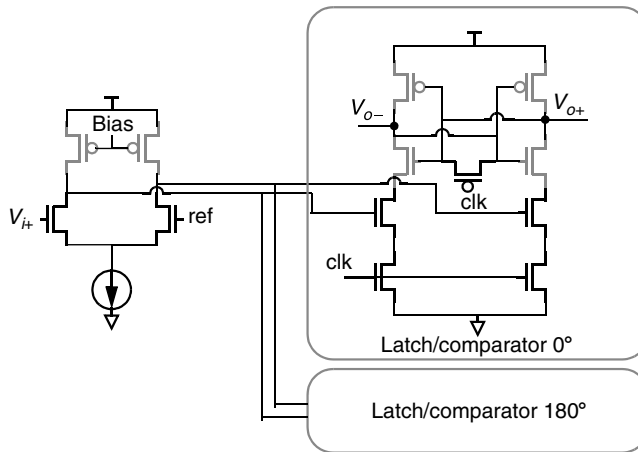 Bias
V_{i+}
ref
V_{o−}
V_{o+}
clk
clk
Latch/comparator 0°
Latch/comparator 180°